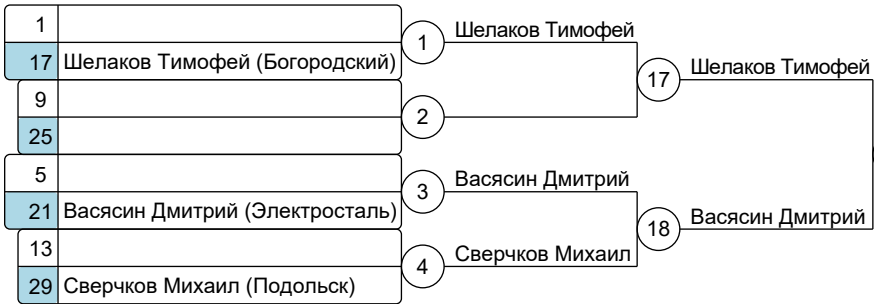 1
17 Шелаков Тимофей (Богородский)
9
25
5
21 Васясин Дмитрий (Электросталь)
13
29 Сверчков Михаил (Подольск)
1
2
3
4
Шелаков Тимофей
Васясин Дмитрий
Сверчков Михаил
17
18
Шелаков Тимофей
Васясин Дмитрий